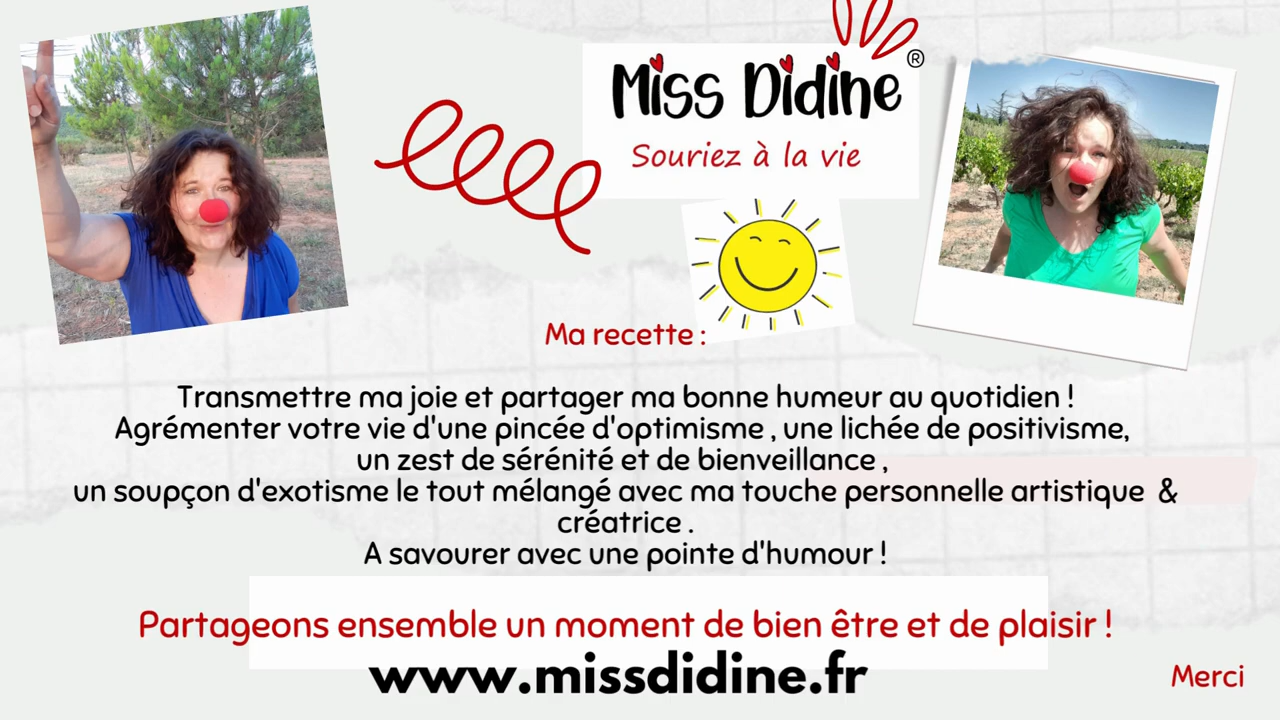 Miss Didine®
Souriez à la vie
Ma recette :
Transmettre ma joie et partager ma bonne humeur au quotidien !
Agrémenter votre vie d'une pincée d'optimisme , une lichée de positivisme,
un zest de sérénité et de bienveillance ,
un soupçon d'exotisme le tout mélangé avec ma touche personnelle artistique &
créatrice .
A savourer avec une pointe d'humour !
Partageons ensemble un moment de bien être et de plaisir !
www.missdidine.fr
Merci